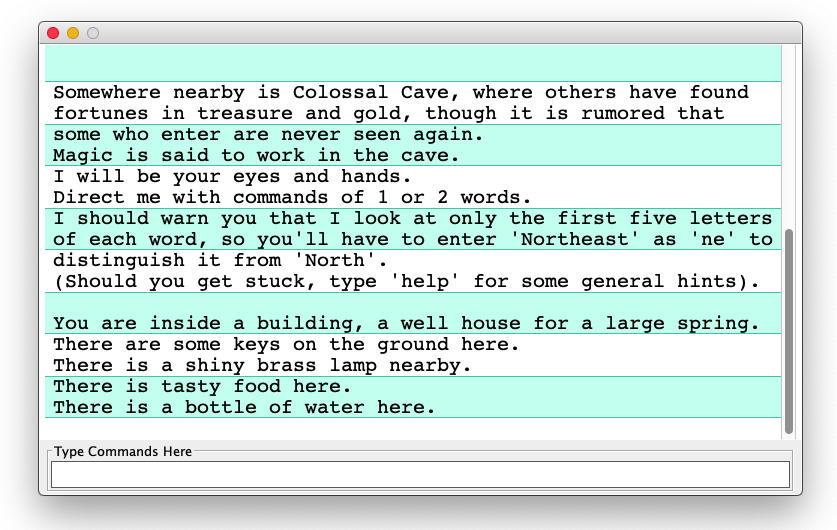 Somewhere nearby is Colossal Cave, where others have found
fortunes in treasure and gold, though it is rumored that
some who enter are never seen again.
Magic is said to work in the cave.
I will be your eyes and hands.
Direct me with commands of 1 or 2 words.
I should warn you that I look at only the first five letters
of each word, so you'll have to enter 'Northeast' as 'ne' to
distinguish it from 'North'.
(Should you get stuck, type 'help' for some general hints).
You are inside a building, a well house for a large spring.
There are some keys on the ground here.
There is a shiny brass lamp nearby.
There is tasty food here.
There is a bottle of water here.
Type Commands Here